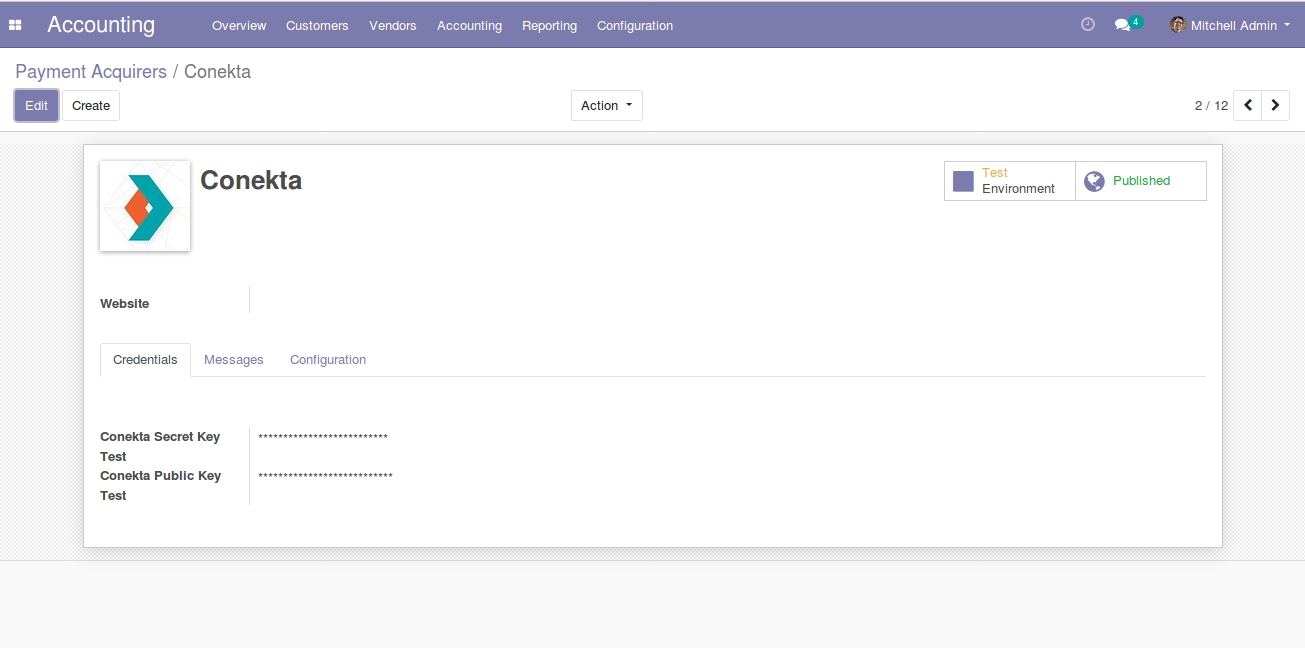 Accounting Overview Customers Vendors Accounting Reporting Configuration 4 Mitchell Admin
Payment Acquirers / Conekta
Edit Create Action 2 / 12
Conekta
Test
Environment
Published
Website
Credentials Messages Configuration
Conekta Secret Key
Test
**************************
Conekta Public Key
Test
***************************